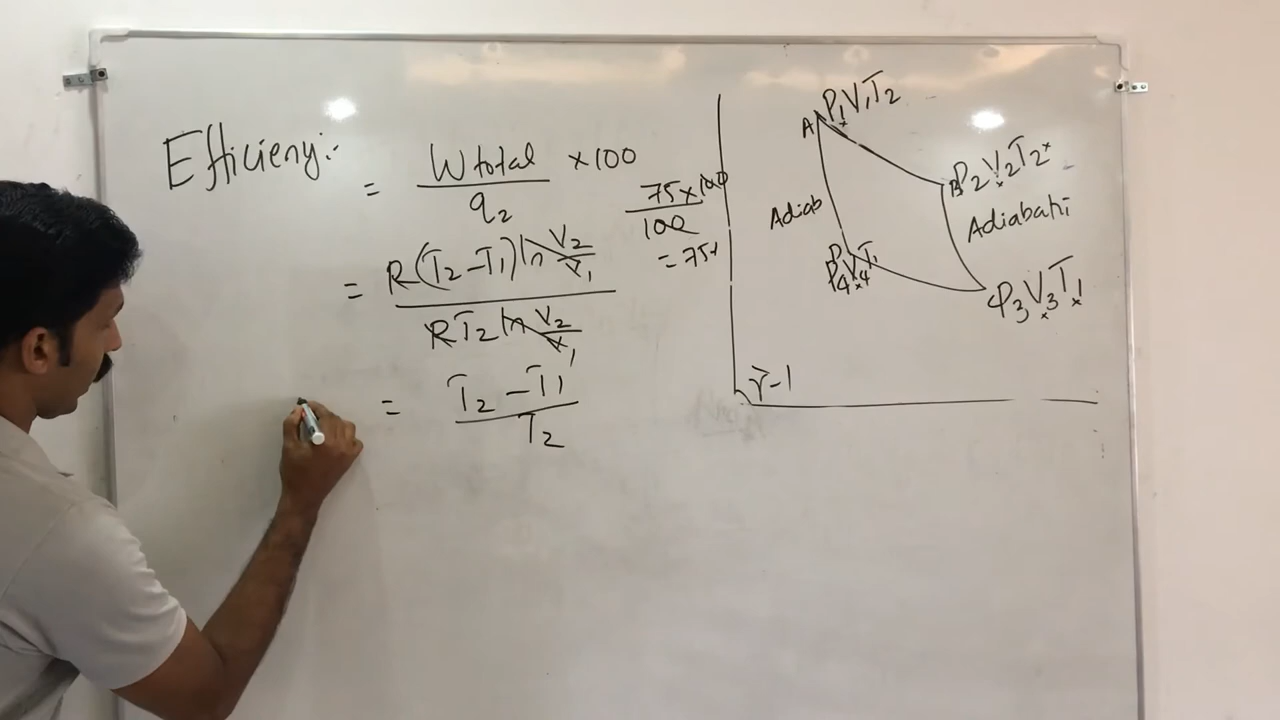 Efficieny:-
= W total / q2 ×100
75×100 / 100
= 75%
= R(T2-T1) ln V2/V1 / RT2 ln V2/V1
= T2-T1 / T2
A P1V1T2
B P2V2T2
Adiab
Adiabati
P4V4T1
P3V3T1
γ-1